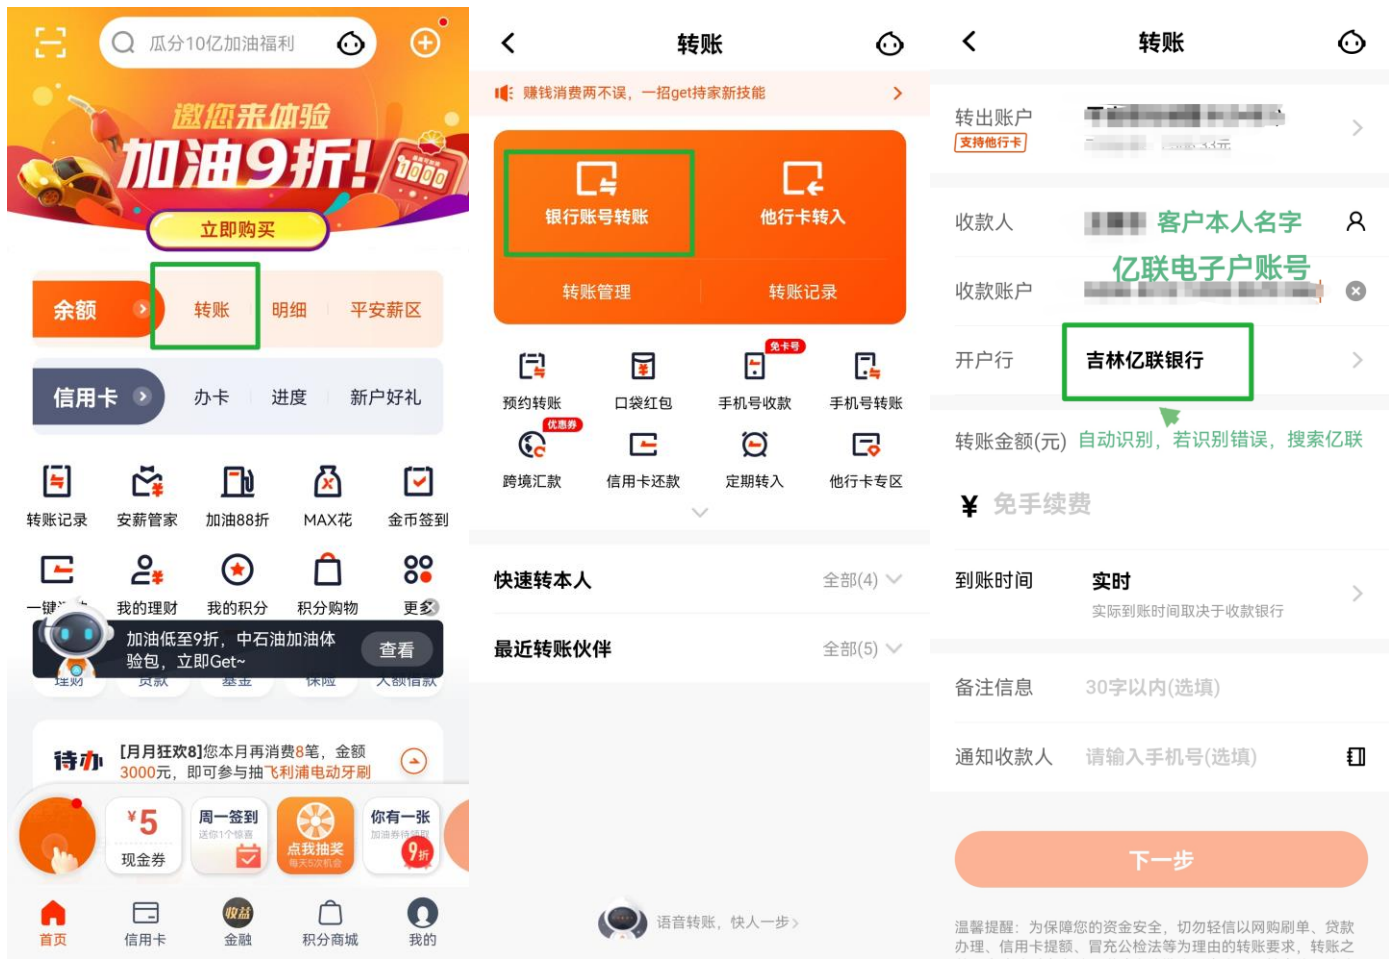 瓜分10亿加油福利
邀您来体验
加油9折!
1000
立即购买
余额
转账
明细
平安薪区
信用卡
办卡
进度
新户好礼
转账记录
安薪管家
加油88折
MAX花
金币签到
我的理财
我的积分
积分购物
更多
加油低至9折，中石油加油体
验包，立即Get~
查看
理财
贷款
基金
保险
大额借款
待办
[月月狂欢8]您本月再消费8笔，金额
3000元，即可参与抽飞利浦电动牙刷
¥5
现金券
周一签到
送你1个惊喜
点我抽奖
每天5次机会
你有一张
9折
首页
信用卡
收益
金融
积分商城
我的
转账
赚钱消费两不误，一招get持家新技能
银行账号转账
他行卡转入
转账管理
转账记录
免卡号
预约转账
口袋红包
手机号收款
手机号转账
优惠券
跨境汇款
信用卡还款
定期转入
他行卡专区
快速转本人
全部(4)
最近转账伙伴
全部(5)
语音转账，快人一步
转账
转出账户
支持他行卡
收款人
客户本人名字
亿联电子户账号
收款账户
开户行
吉林亿联银行
转账金额(元)
自动识别，若识别错误，搜索亿联
¥ 免手续费
到账时间
实时
实际到账时间取决于收款银行
备注信息
30字以内(选填)
通知收款人
请输入手机号(选填)
下一步
温馨提醒：为保障您的资金安全，切勿轻信以网购刷单、贷款
办理、信用卡提额、冒充公检法等为理由的转账要求，转账之